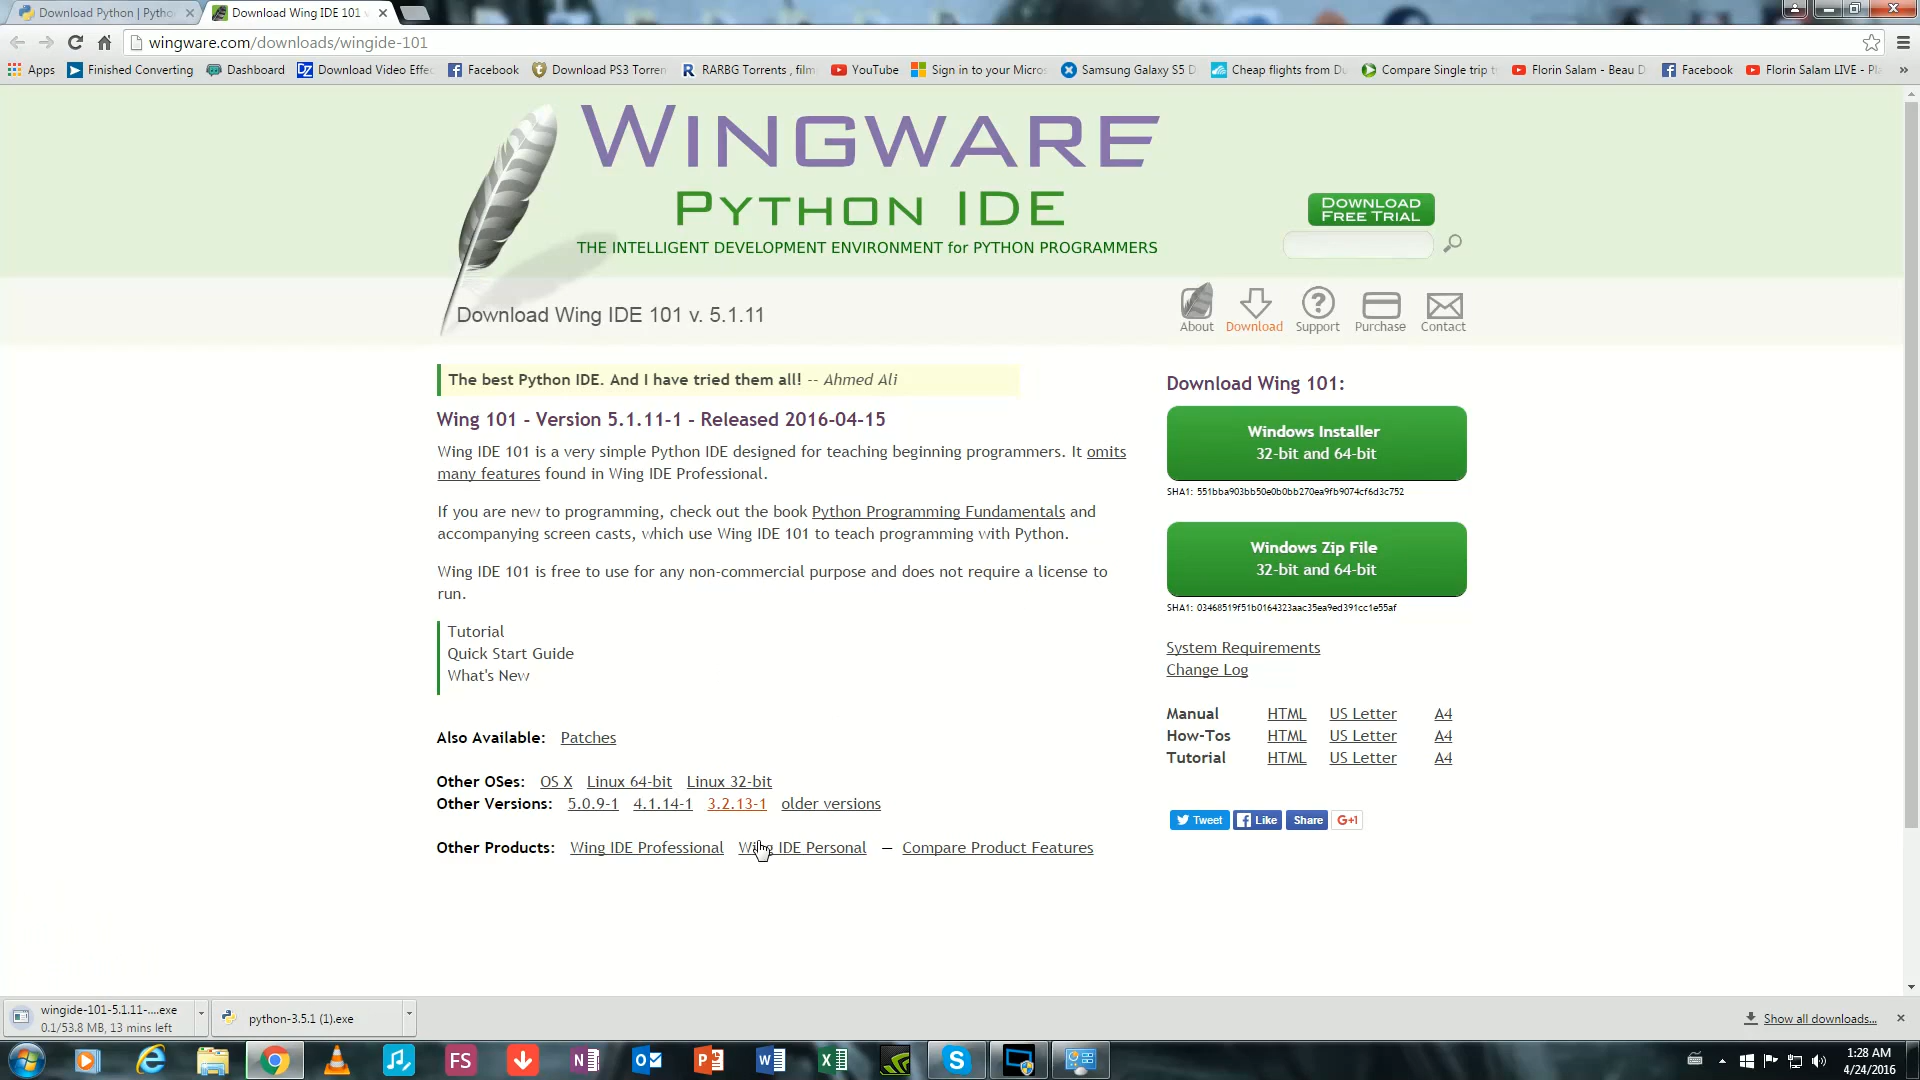 Download Python | Pytho
Download Wing IDE 101 v
wingware.com/downloads/wingide-101
Apps
Finished Converting
Dashboard
Download Video Effec
Facebook
Download PS3 Torren
RARBG Torrents , film
YouTube
Sign in to your Micros
Samsung Galaxy S5 D
Cheap flights from Du
Compare Single trip t
Florin Salam - Beau D
Facebook
Florin Salam LIVE - Pl
»
WINGWARE
PYTHON IDE
THE INTELLIGENT DEVELOPMENT ENVIRONMENT for PYTHON PROGRAMMERS
DOWNLOAD
FREE TRIAL
Download Wing IDE 101 v. 5.1.11
About
Download
Support
Purchase
Contact
The best Python IDE. And I have tried them all! -- Ahmed Ali
Wing 101 - Version 5.1.11-1 - Released 2016-04-15
Wing IDE 101 is a very simple Python IDE designed for teaching beginning programmers. It omits
many features found in Wing IDE Professional.
If you are new to programming, check out the book Python Programming Fundamentals and
accompanying screen casts, which use Wing IDE 101 to teach programming with Python.
Wing IDE 101 is free to use for any non-commercial purpose and does not require a license to
run.
Tutorial
Quick Start Guide
What's New
Also Available: Patches
Other OSes: OS X Linux 64-bit Linux 32-bit
Other Versions: 5.0.9-1 4.1.14-1 3.2.13-1 older versions
Other Products: Wing IDE Professional Wing IDE Personal — Compare Product Features
Download Wing 101:
Windows Installer
32-bit and 64-bit
SHA1: 551bba903bb50e0b0bb270ea9fb9074cf6d3c752
Windows Zip File
32-bit and 64-bit
SHA1: 03468519f51b0164323aac35ea9ed391cc1e55af
System Requirements
Change Log
Manual HTML US Letter A4
How-Tos HTML US Letter A4
Tutorial HTML US Letter A4
Tweet
Like
Share
G+1
wingide-101-5.1.11-....exe
0.1/53.8 MB, 13 mins left
python-3.5.1 (1).exe
Show all downloads...
FS
1:28 AM
4/24/2016